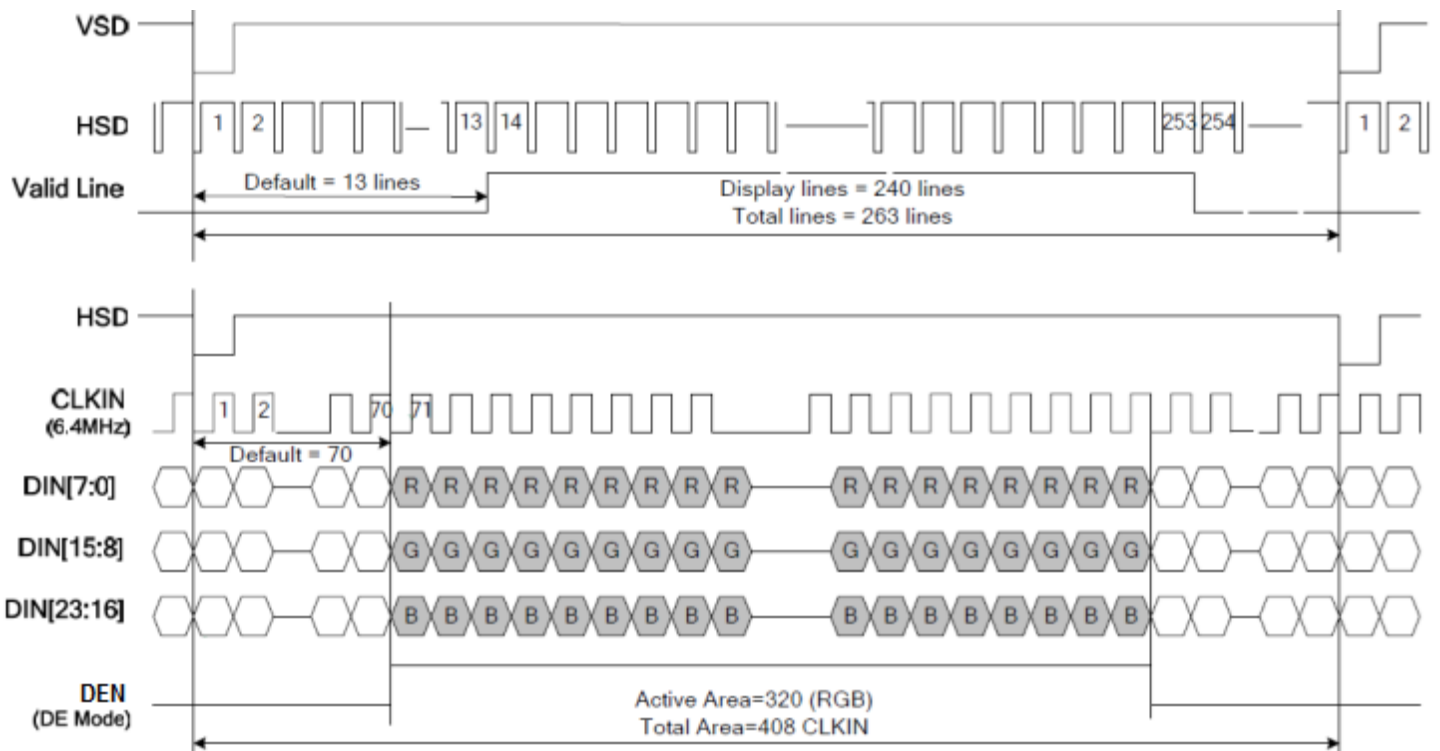 VSD
HSD 1 2 13 14 253 254 1 2
Valid Line
Default = 13 lines
Display lines = 240 lines
Total lines = 263 lines
HSD
CLKIN 1 2 70 71
(6.4MHz)
Default = 70
DIN[7:0] R R R R R R R R R R R R R R R R R
DIN[15:8] G G G G G G G G G G G G G G G G G
DIN[23:16] B B B B B B B B B B B B B B B B B
DEN
(DE Mode)
Active Area=320 (RGB)
Total Area=408 CLKIN